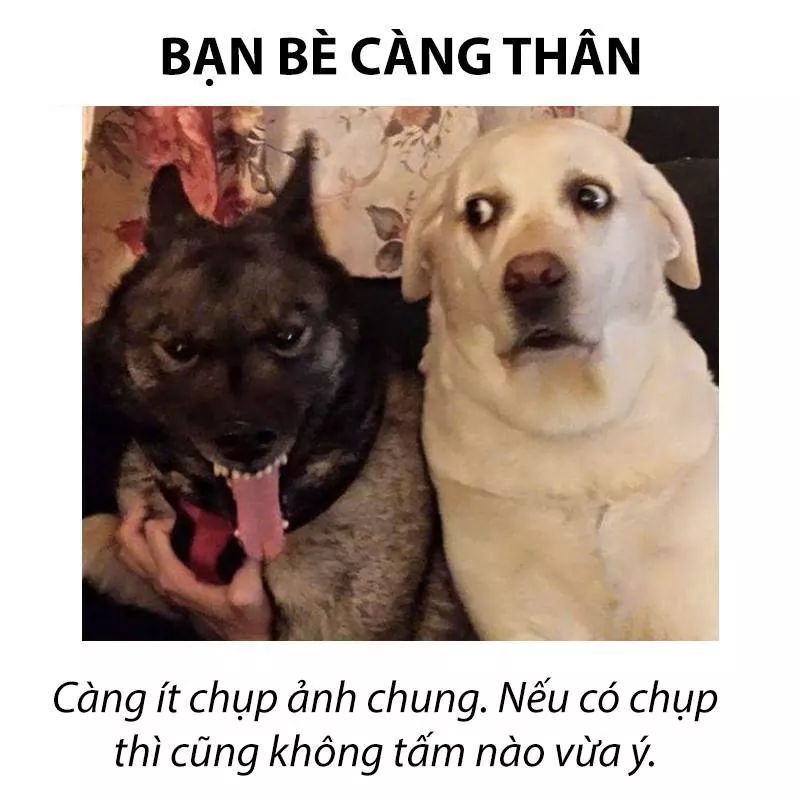 BẠN BÈ CÀNG THÂN
Càng ít chụp ảnh chung. Nếu có chụp
thì cũng không tấm nào vừa ý.